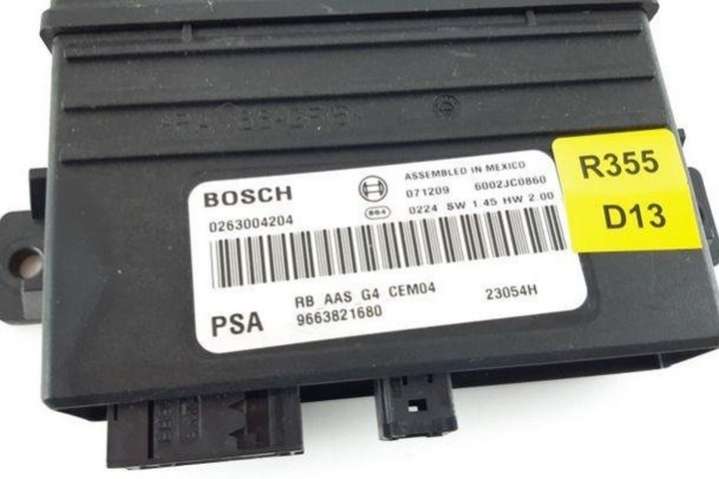 BOSCH
ASSEMBLED IN MEXICO
071209 6002JC0860
0263004204
864 0224 SW 1.45 HW 2.00
RB AAS G4 CEM04 23054H
PSA 9663821680
R355
D13